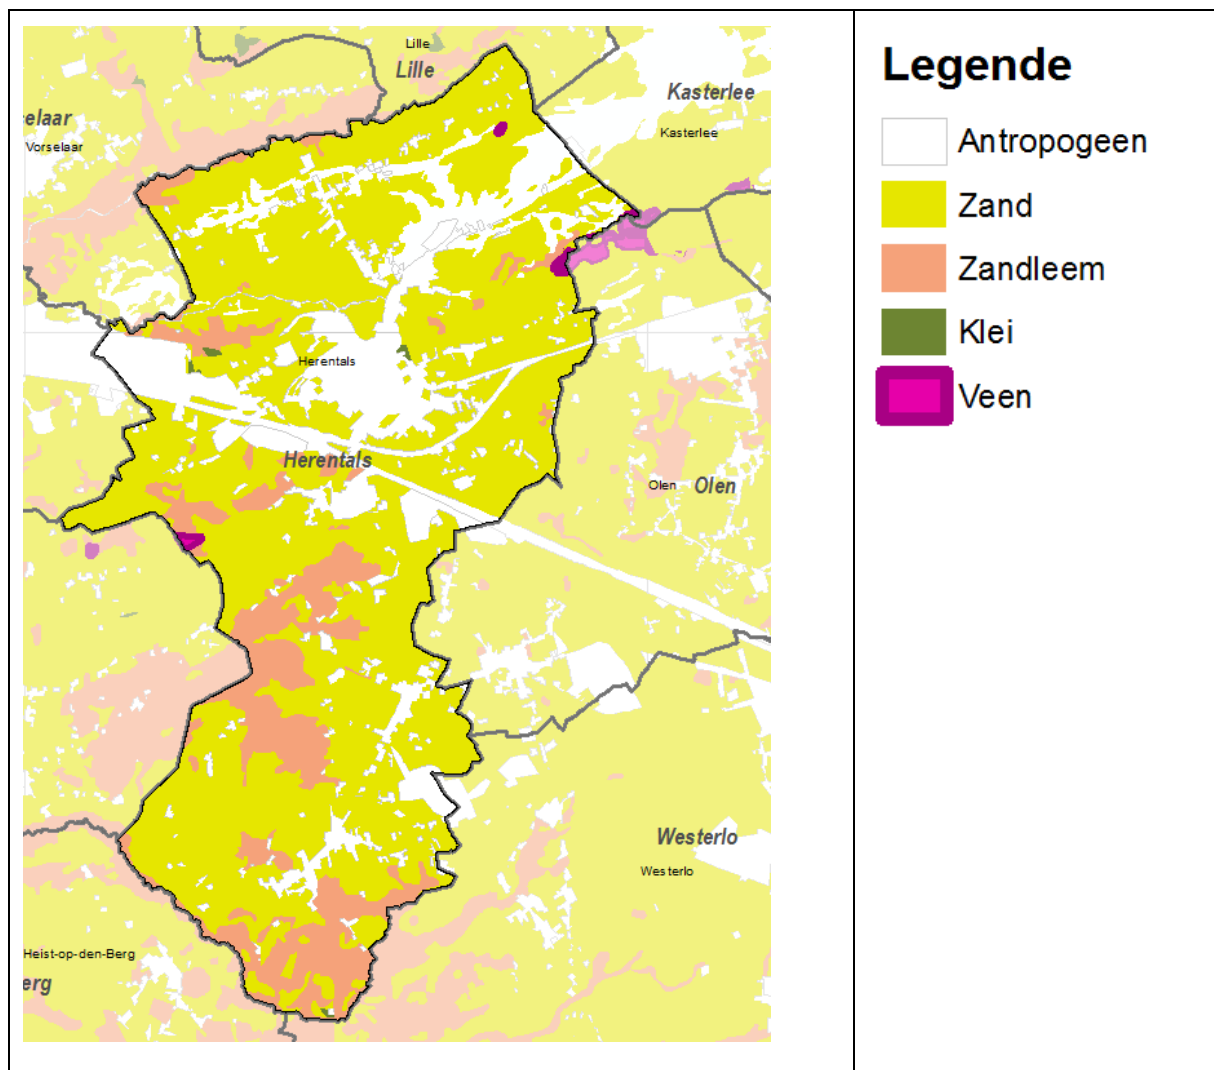 Lille
Lille
Kasterlee
Kasterlee
elaar
Vorselaar
Herentals
Herentals
Olen
Olen
Westerlo
Westerlo
Heist-op-den-Berg
erg
Legende
Antropogeen
Zand
Zandleem
Klei
Veen